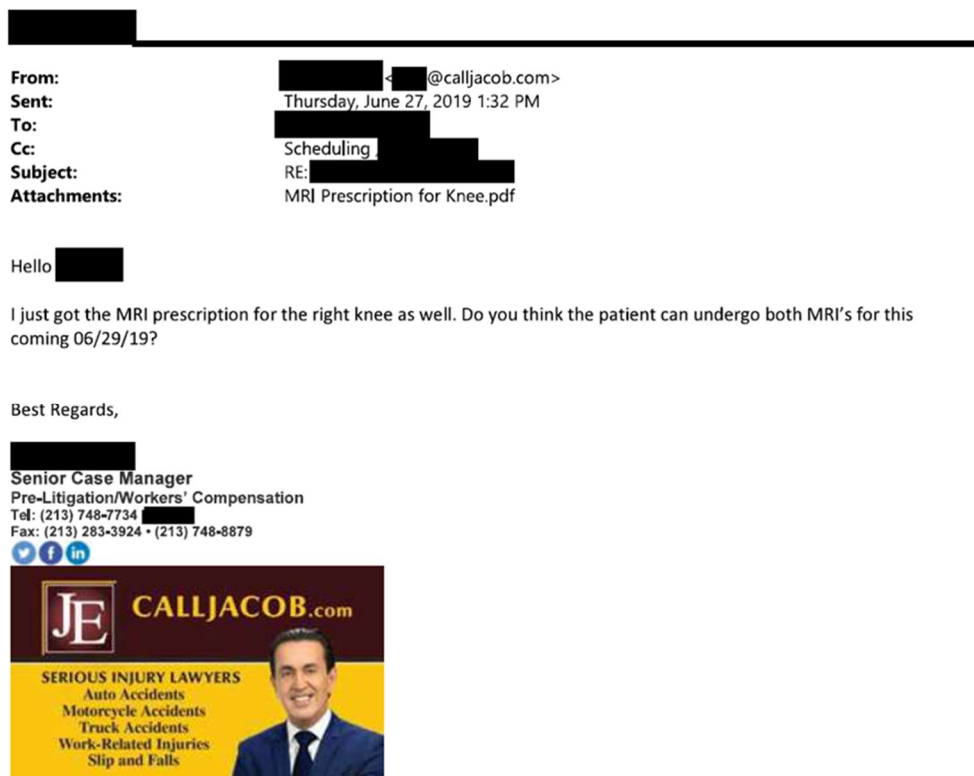 From: < @calljacob.com>
Sent: Thursday, June 27, 2019 1:32 PM
To:
Cc: Scheduling
Subject: RE:
Attachments: MRI Prescription for Knee.pdf
Hello
I just got the MRI prescription for the right knee as well. Do you think the patient can undergo both MRI’s for this
coming 06/29/19?
Best Regards,
Senior Case Manager
Pre-Litigation/Workers’ Compensation
Tel: (213) 748-7734
Fax: (213) 283-3924 • (213) 748-8879
JE
CALLJACOB.com
SERIOUS INJURY LAWYERS
Auto Accidents
Motorcycle Accidents
Truck Accidents
Work-Related Injuries
Slip and Falls